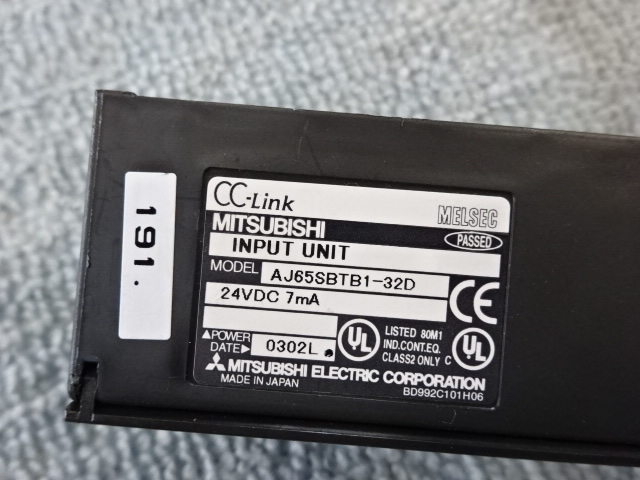 191.
CC-Link
MELSEC
MITSUBISHI
PASSED
INPUT UNIT
MODEL AJ65SBTB1-32D
24VDC 7mA
CE
▲POWER
DATE▶ 0302L
UL LISTED 80M1
IND.CONT.EQ.
CLASS2 ONLY C UL
MITSUBISHI ELECTRIC CORPORATION
MADE IN JAPAN
BD992C101H06